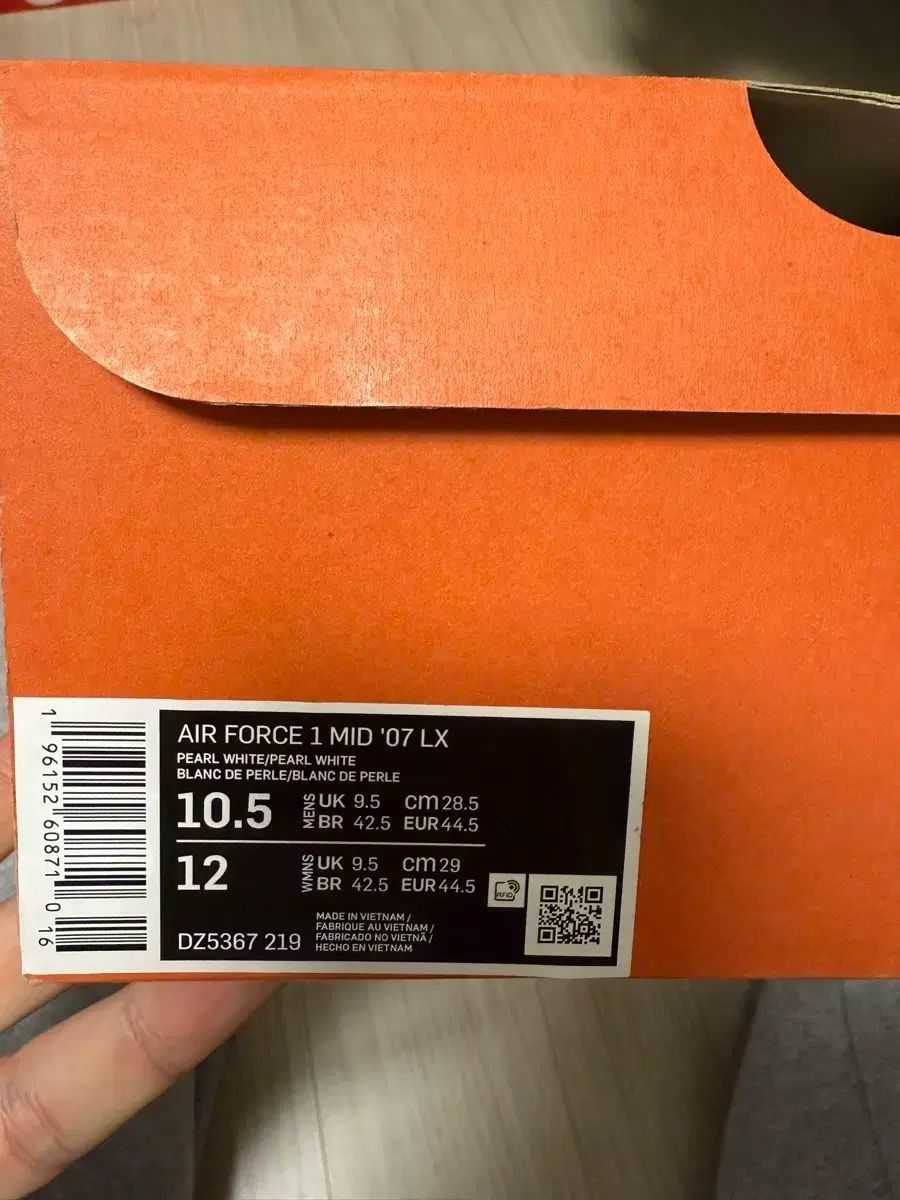 AIR FORCE 1 MID '07 LX
PEARL WHITE/PEARL WHITE
BLANC DE PERLE/BLANC DE PERLE
10.5 MENS UK 9.5 cm 28.5
BR 42.5 EUR 44.5
12 WMNS UK 9.5 cm 29
BR 42.5 EUR 44.5
RFID
DZ5367 219
MADE IN VIETNAM /
FABRIQUE AU VIETNAM /
FABRICADO NO VIETNÃ /
HECHO EN VIETNAM
1 96152 60871 0 16